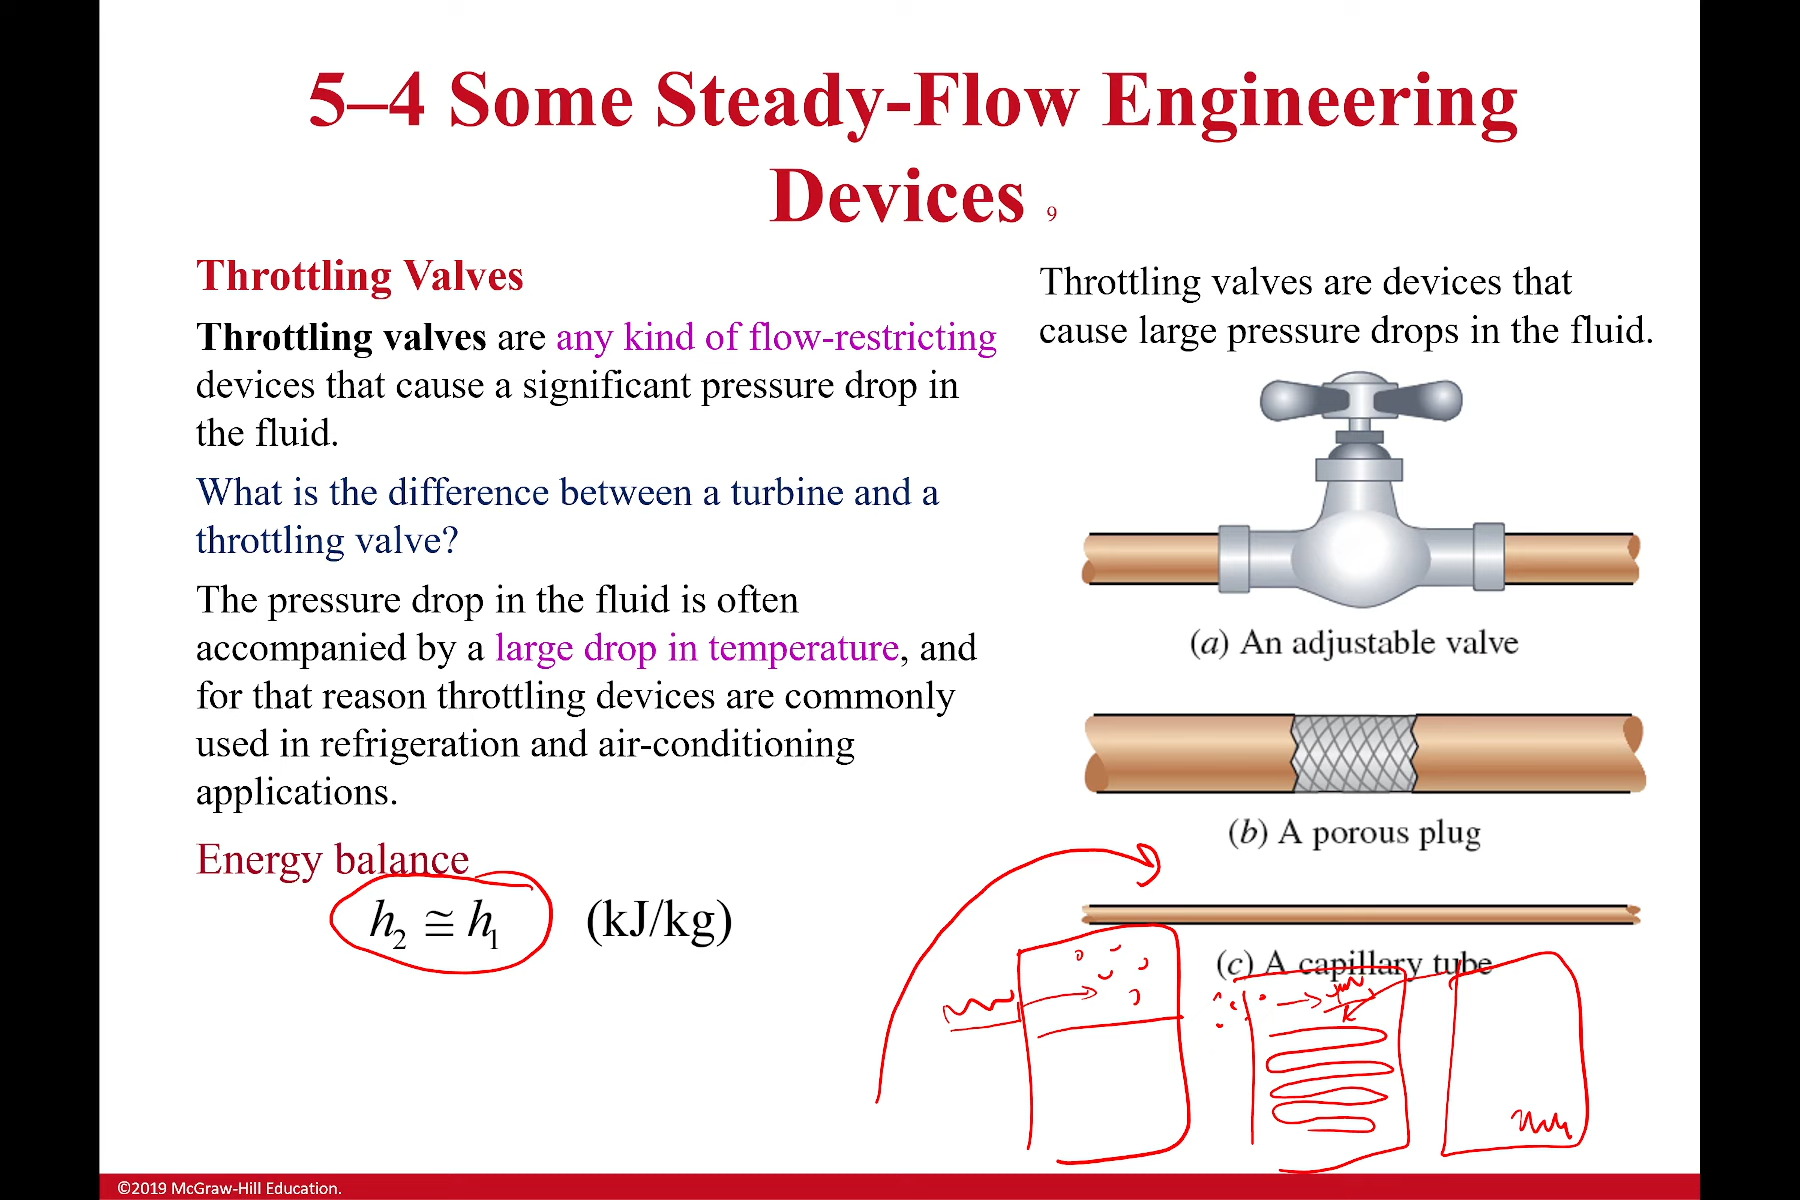 5–4 Some Steady-Flow Engineering
Devices 9
Throttling Valves
Throttling valves are any kind of flow-restricting
devices that cause a significant pressure drop in
the fluid.
What is the difference between a turbine and a
throttling valve?
The pressure drop in the fluid is often
accompanied by a large drop in temperature, and
for that reason throttling devices are commonly
used in refrigeration and air-conditioning
applications.
Energy balance
h₂ ≅ h₁ (kJ/kg)
Throttling valves are devices that
cause large pressure drops in the fluid.
(a) An adjustable valve
(b) A porous plug
(c) A capillary tube
©2019 McGraw-Hill Education.